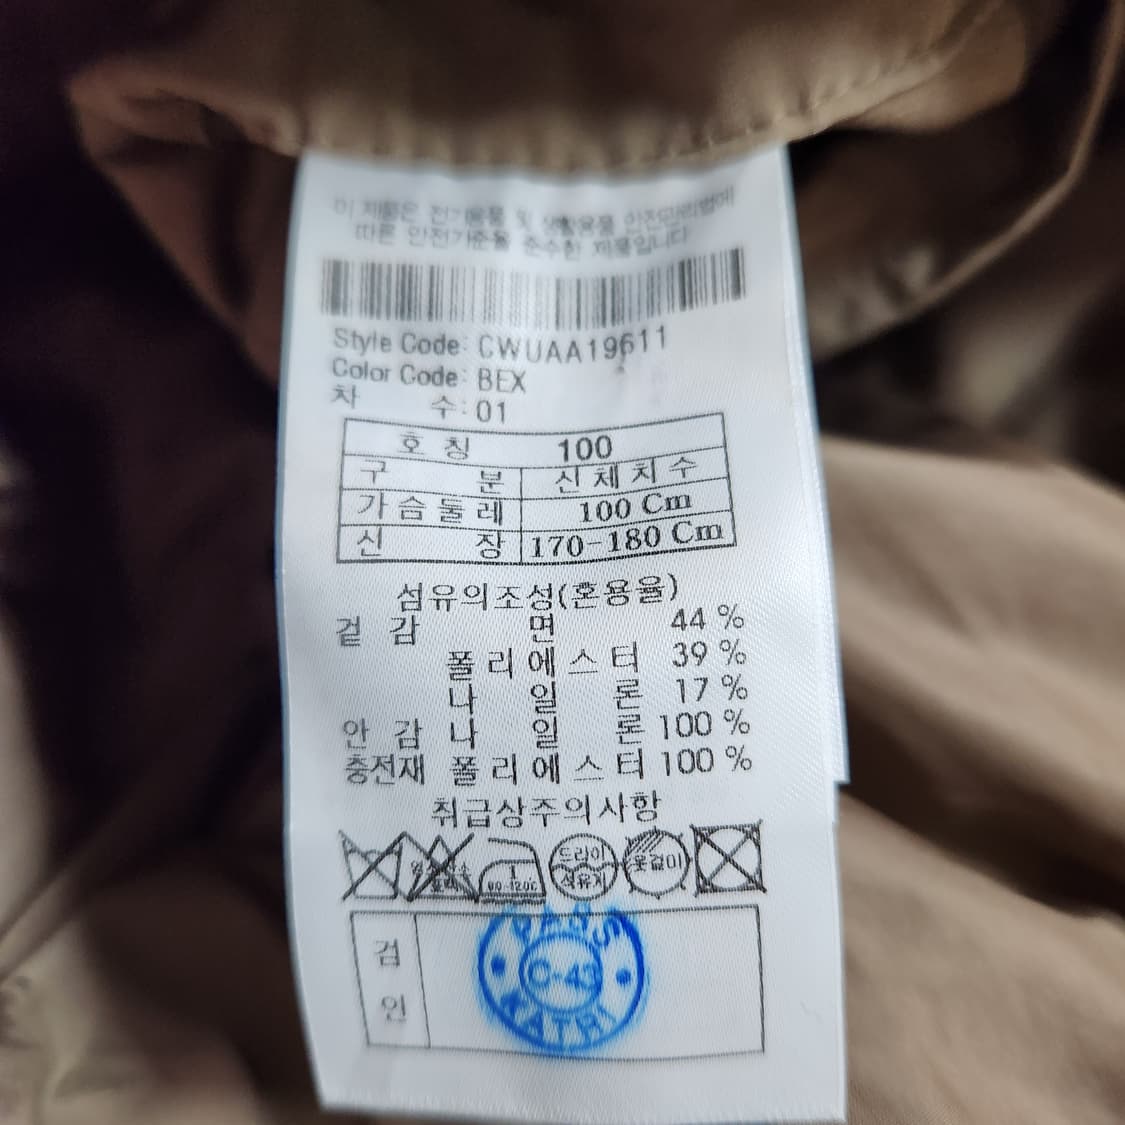 이 제품은 전기용품 및 생활용품 안전관리법에
따른 안전기준을 준수한 제품입니다
Style Code: CWUAA19611
Color Code: BEX
차 수: 01
호 칭 100
구 분 신 체 치 수
가 슴 둘 레 100 Cm
신 장 170-180 Cm
섬유의조성(혼용율)
겉 감 면 44 %
폴 리 에 스 터 39 %
나 일 론 17 %
안 감 나 일 론 100 %
충전재 폴 리 에 스 터 100 %
취급상주의사항
드라이 옷걸이
석유계
검
인
PASS
C-43
KATRI